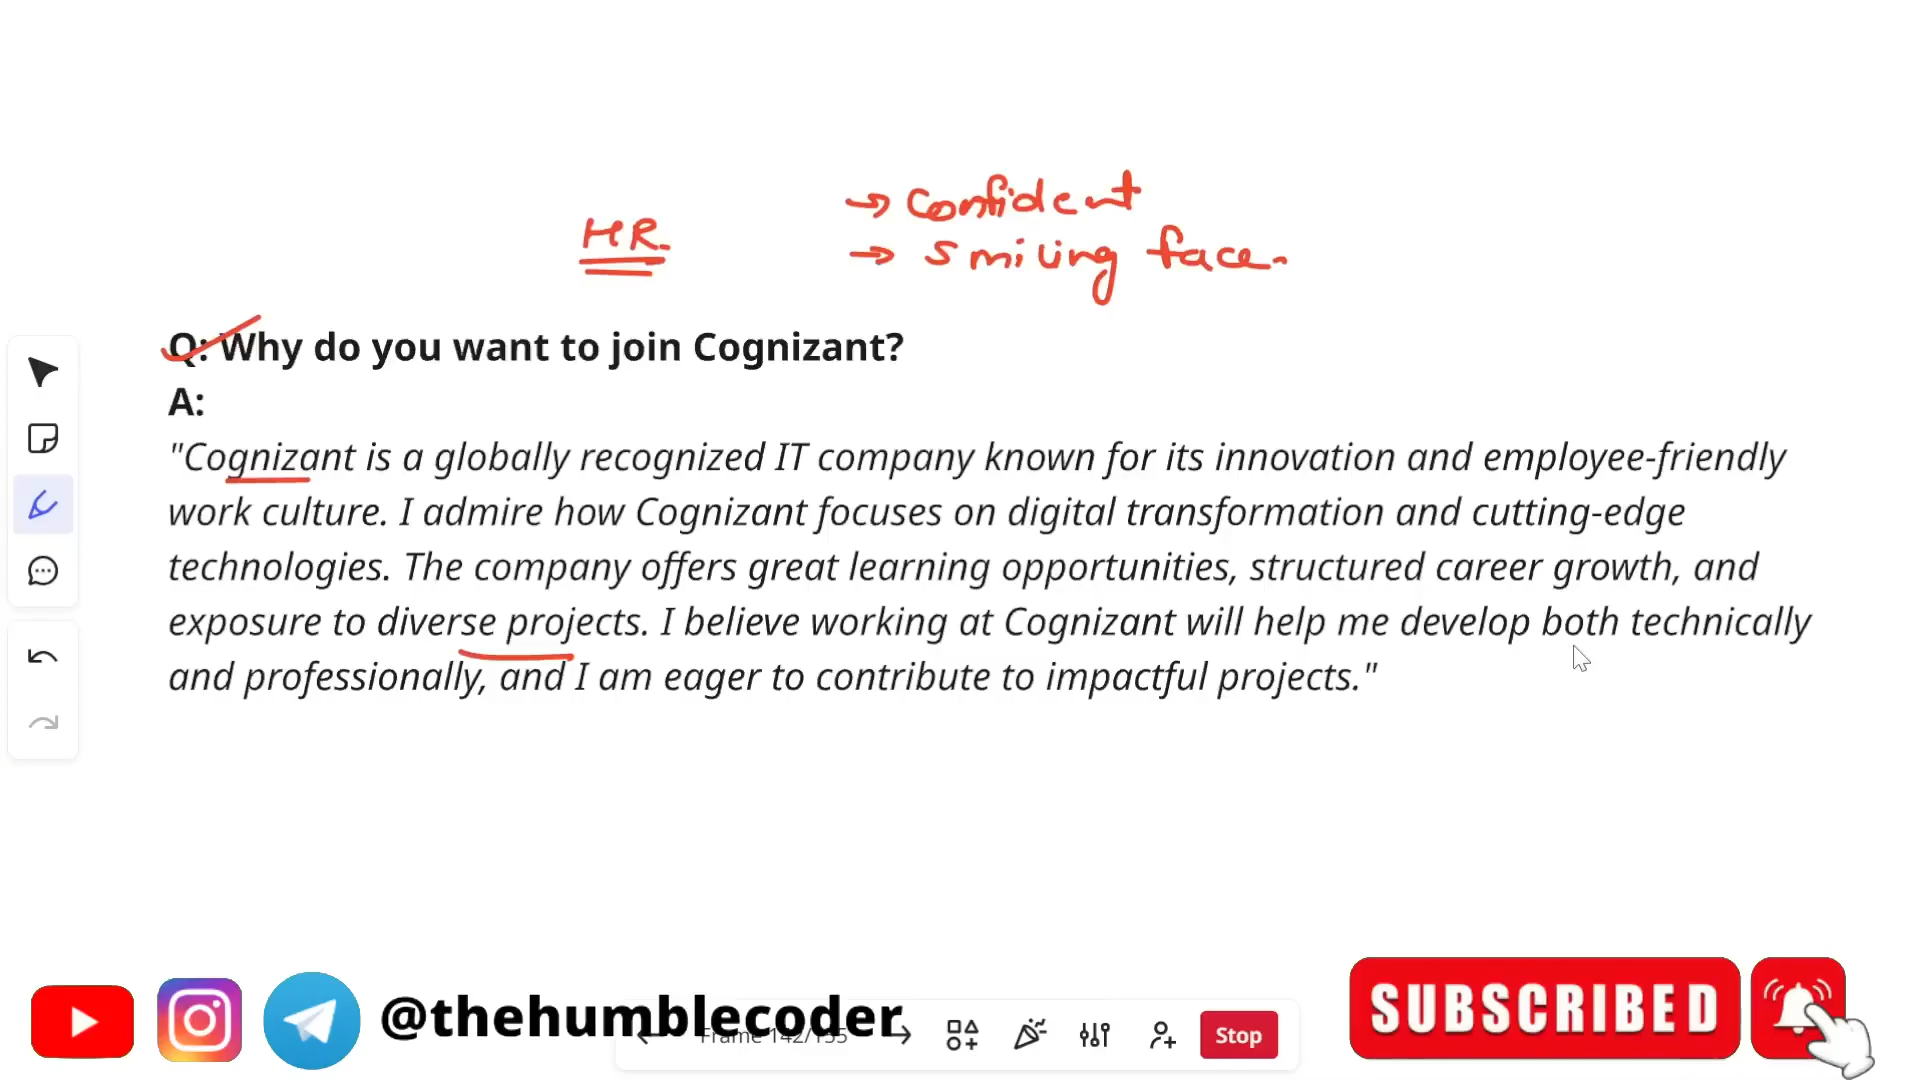 HR.
→ Confident
→ Smiling face.
Q: Why do you want to join Cognizant?
A:
"Cognizant is a globally recognized IT company known for its innovation and employee-friendly
work culture. I admire how Cognizant focuses on digital transformation and cutting-edge
technologies. The company offers great learning opportunities, structured career growth, and
exposure to diverse projects. I believe working at Cognizant will help me develop both technically
and professionally, and I am eager to contribute to impactful projects."
@thehumblecoder
Frame 142/155
Stop
SUBSCRIBED